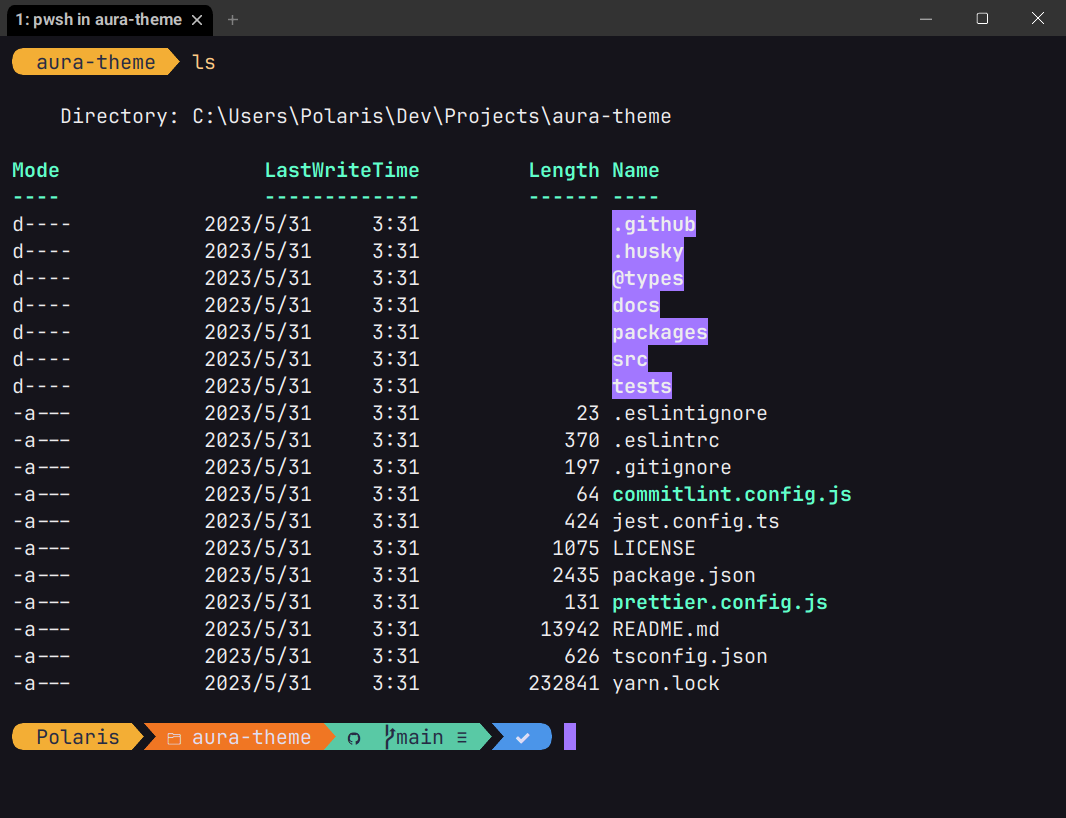 1: pwsh in aura-theme
aura-theme ls
Directory: C:\Users\Polaris\Dev\Projects\aura-theme
Mode LastWriteTime Length Name
---- ------------- ------ ----
d---- 2023/5/31 3:31 .github
d---- 2023/5/31 3:31 .husky
d---- 2023/5/31 3:31 @types
d---- 2023/5/31 3:31 docs
d---- 2023/5/31 3:31 packages
d---- 2023/5/31 3:31 src
d---- 2023/5/31 3:31 tests
-a--- 2023/5/31 3:31 23 .eslintignore
-a--- 2023/5/31 3:31 370 .eslintrc
-a--- 2023/5/31 3:31 197 .gitignore
-a--- 2023/5/31 3:31 64 commitlint.config.js
-a--- 2023/5/31 3:31 424 jest.config.ts
-a--- 2023/5/31 3:31 1075 LICENSE
-a--- 2023/5/31 3:31 2435 package.json
-a--- 2023/5/31 3:31 131 prettier.config.js
-a--- 2023/5/31 3:31 13942 README.md
-a--- 2023/5/31 3:31 626 tsconfig.json
-a--- 2023/5/31 3:31 232841 yarn.lock
Polaris aura-theme main ≡